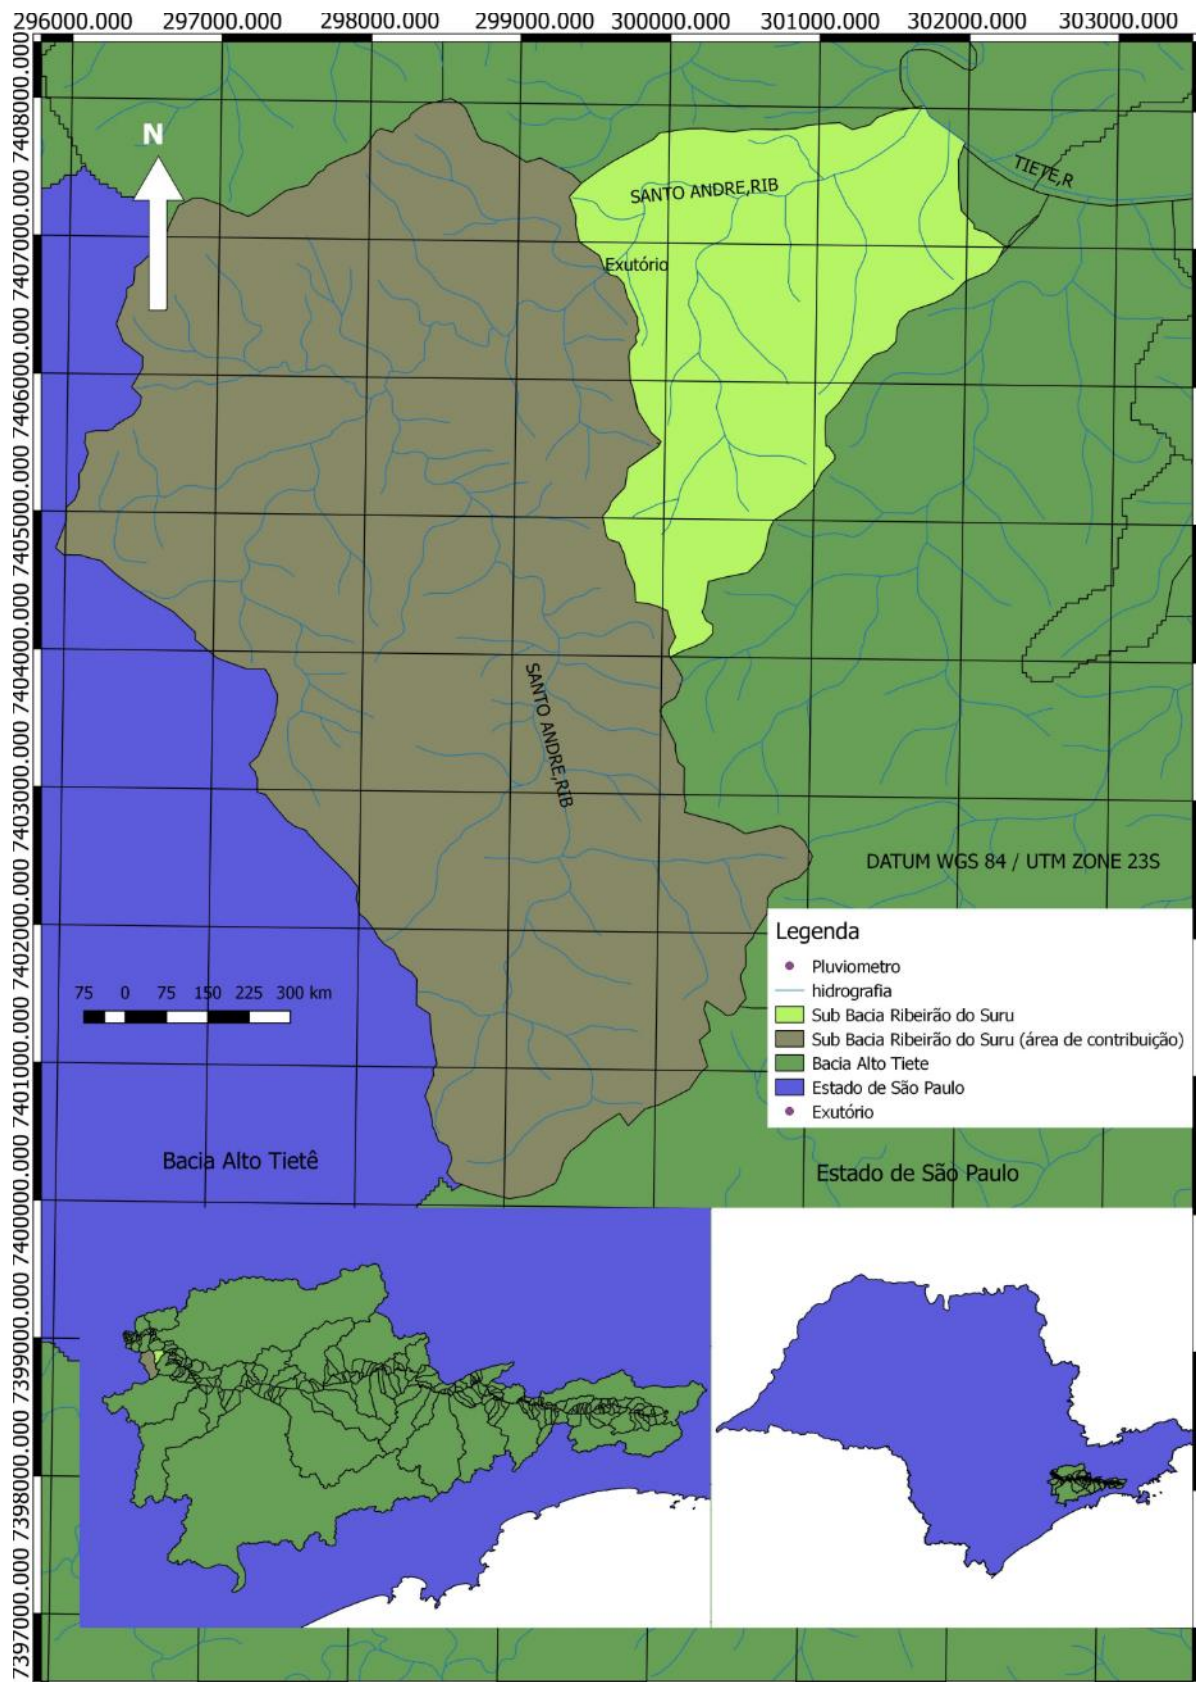 296000.000 297000.000 298000.000 299000.000 300000.000 301000.000 302000.000 303000.000
7408000.000
7407000.000
7406000.000
7405000.000
7404000.000
7403000.000
7402000.000
7401000.000
7400000.000
7399000.000
7398000.000
7397000.000
N
TIETE,R
SANTO ANDRE,RIB
Exutório
SANTO ANDRE,RIB
DATUM WGS 84 / UTM ZONE 23S
Legenda
Pluviometro
hidrografia
Sub Bacia Ribeirão do Suru
Sub Bacia Ribeirão do Suru (área de contribuição)
Bacia Alto Tiete
Estado de São Paulo
Exutório
75 0 75 150 225 300 km
Bacia Alto Tietê
Estado de São Paulo